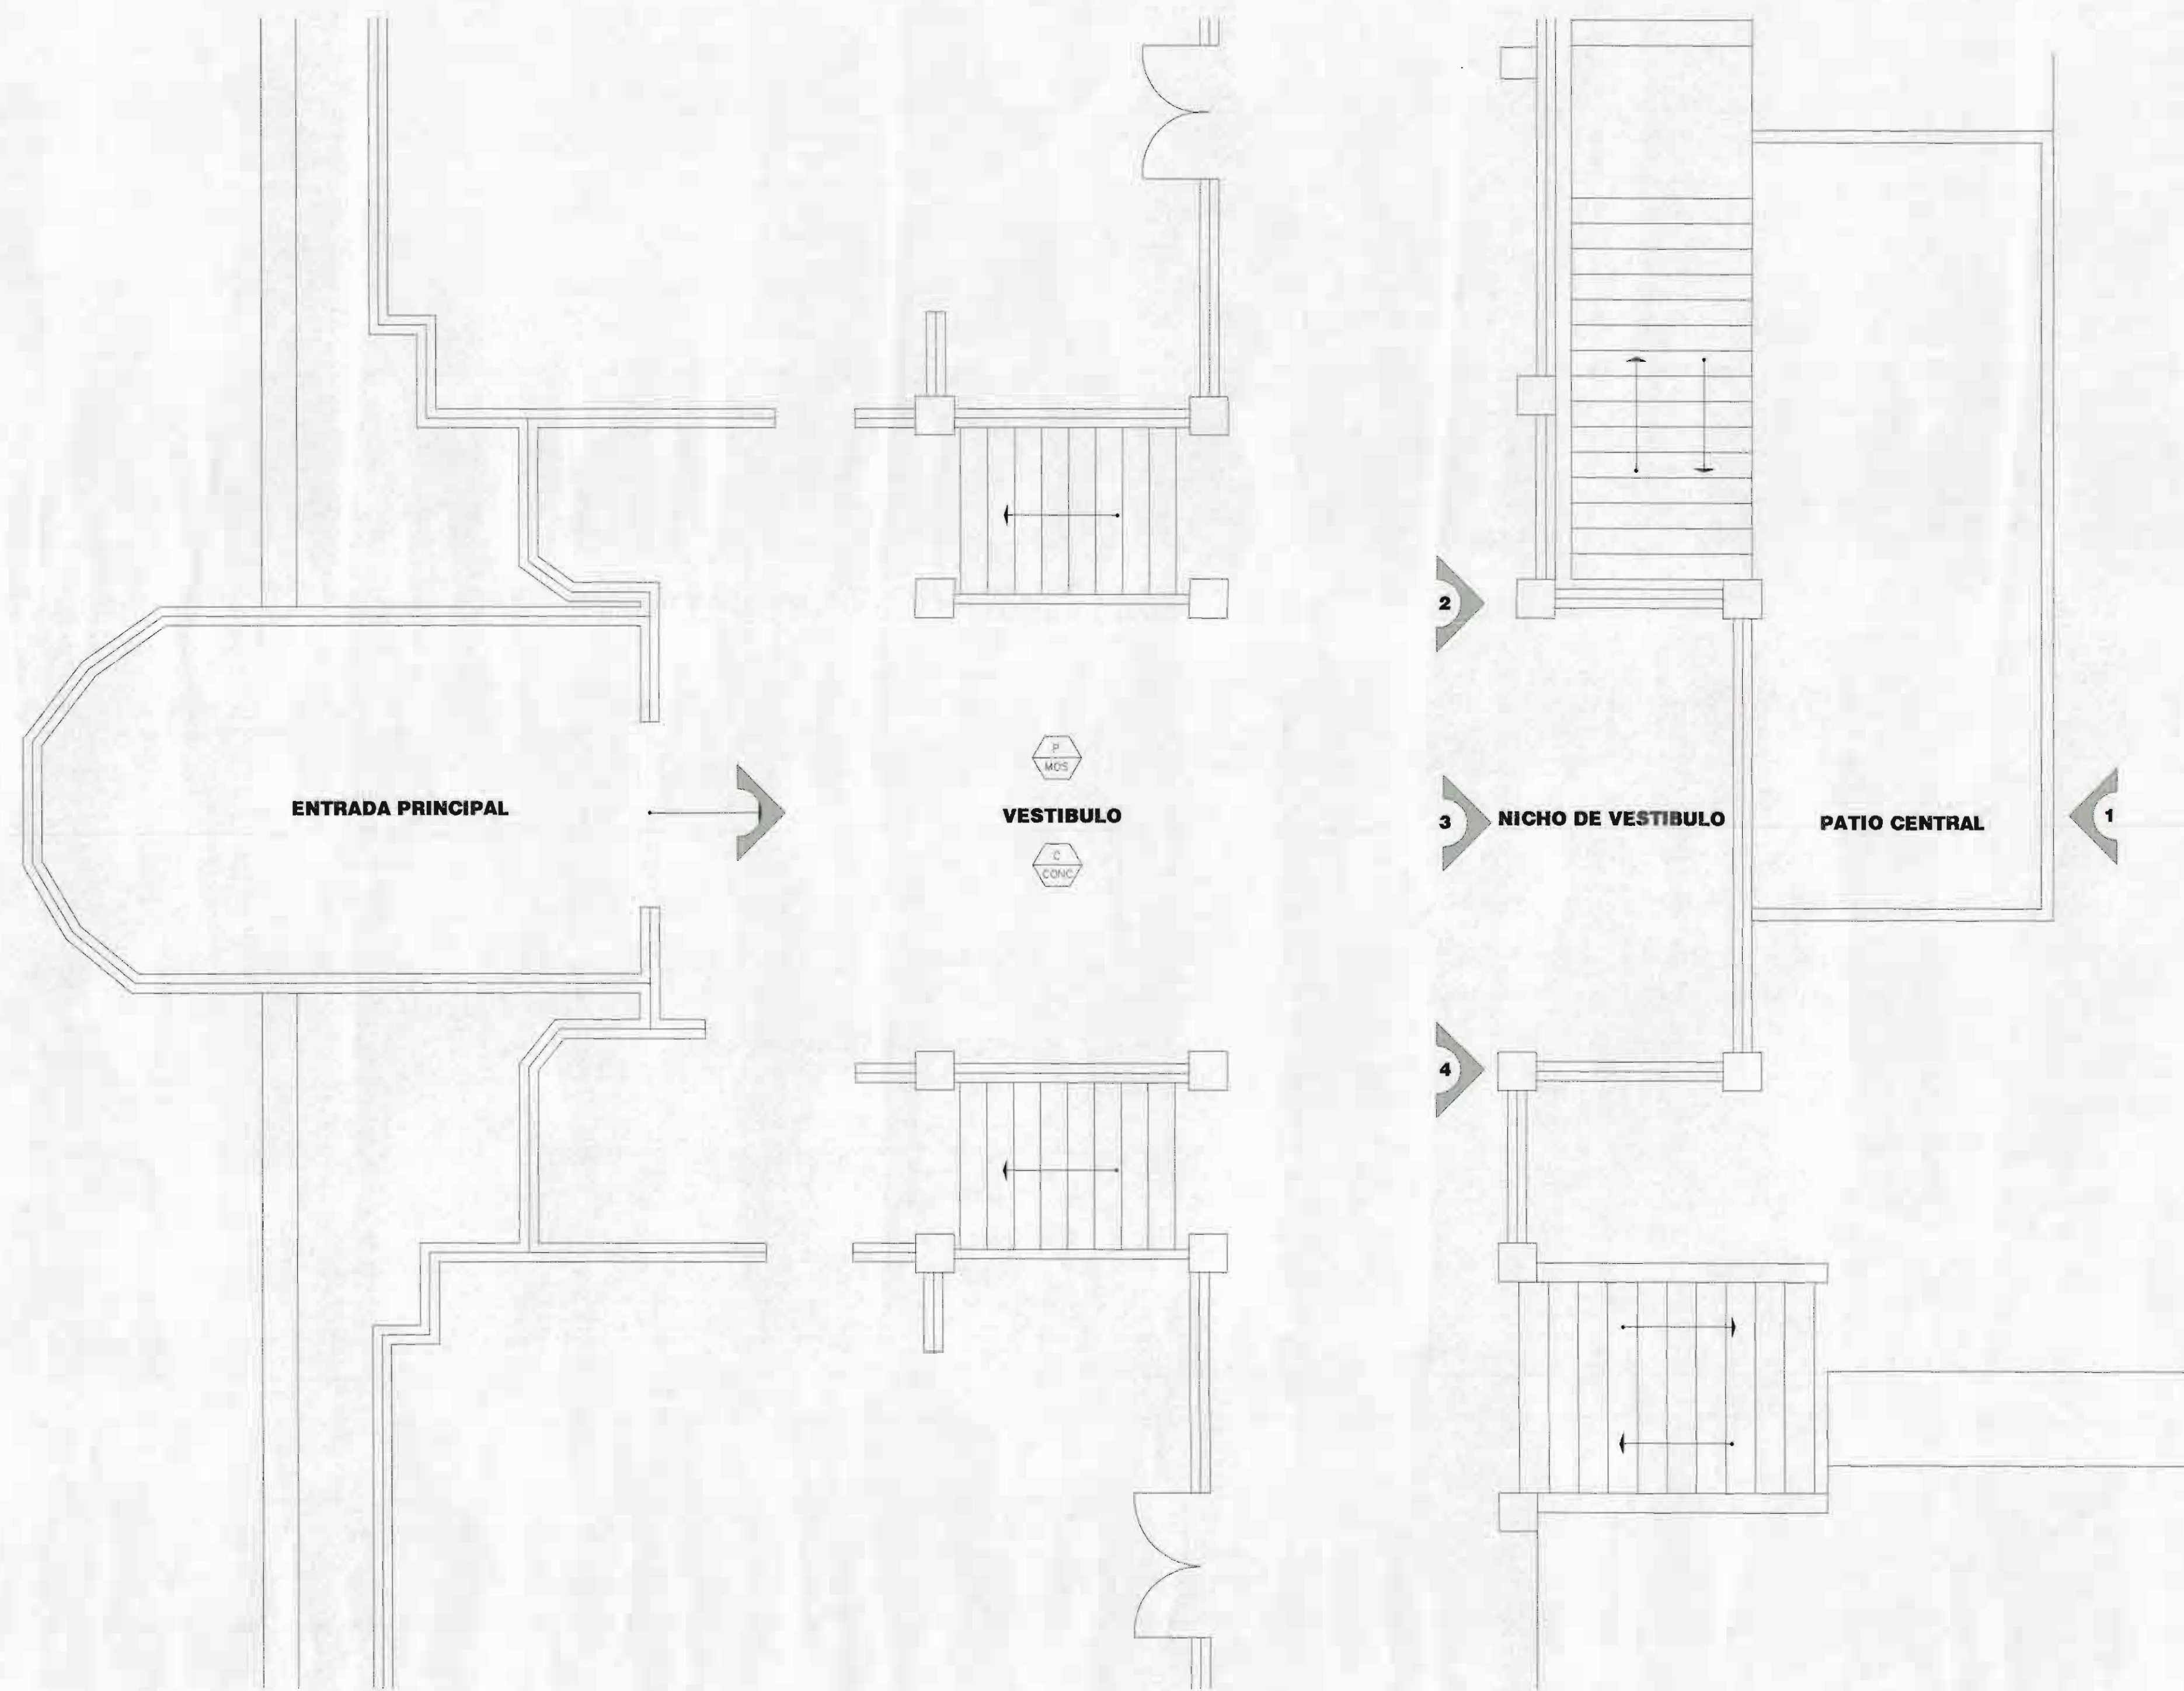 2
P
MOS
ENTRADA PRINCIPAL
VESTIBULO
3
NICHO DE VESTIBULO
PATIO CENTRAL
1
C
CONC
4